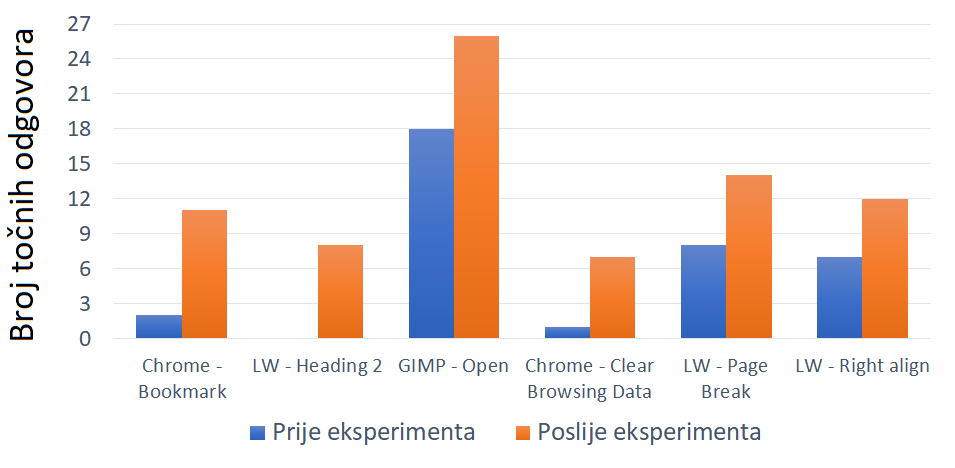 Broj točnih odgovora
27
24
21
18
15
12
9
6
3
0
Chrome -
Bookmark
LW - Heading 2
GIMP - Open
Chrome - Clear
Browsing Data
LW - Page
Break
LW - Right align
Prije eksperimenta
Poslije eksperimenta